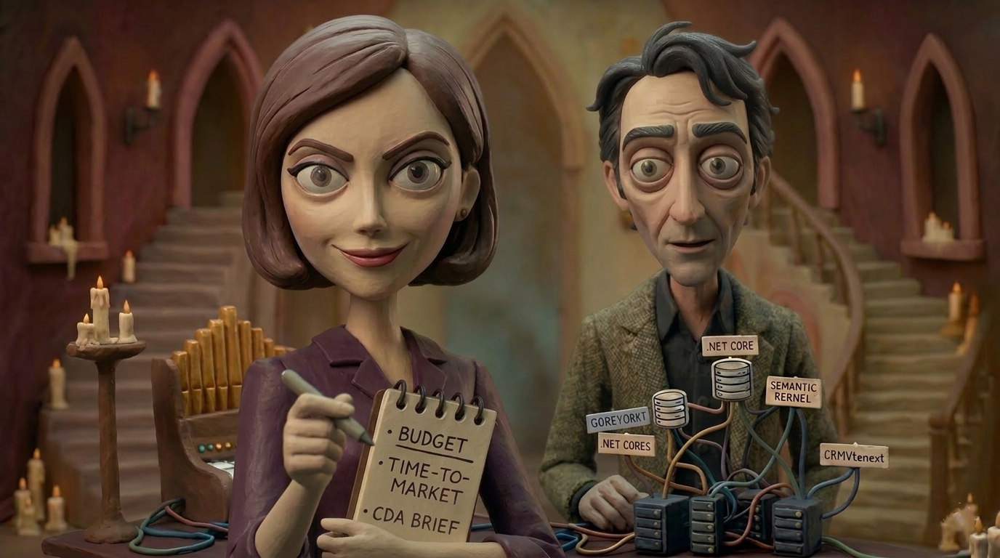 • BUDGET
• TIME-TO-
MARKET
• CDA BRIEF
.NET CORE
SEMANTIC
RERNEL
GOREYORKT
.NET CORES
CRMVtenext